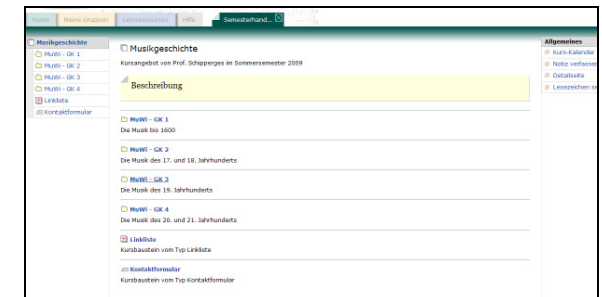 Home
Meine Gruppen
Lernressourcen
Hilfe
Semesterhand...
Musikgeschichte
MuWi - GK 1
MuWi - GK 2
MuWi - GK 3
MuWi - GK 4
Linkliste
Kontaktformular
Musikgeschichte
Kursangebot von Prof. Schipperges im Sommersemester 2009
Beschreibung
MuWi - GK 1
Die Musik bis 1600
MuWi - GK 2
Die Musik des 17. und 18. Jahrhunderts
MuWi - GK 3
Die Musik des 19. Jahrhunderts
MuWi - GK 4
Die Musik des 20. und 21. Jahrhunderts
Linkliste
Kursbaustein vom Typ Linkliste
Kontaktformular
Kursbaustein vom Typ Kontaktformular
Allgemeines
Kurs-Kalender
Notiz verfassen
Detailseite
Lesezeichen se